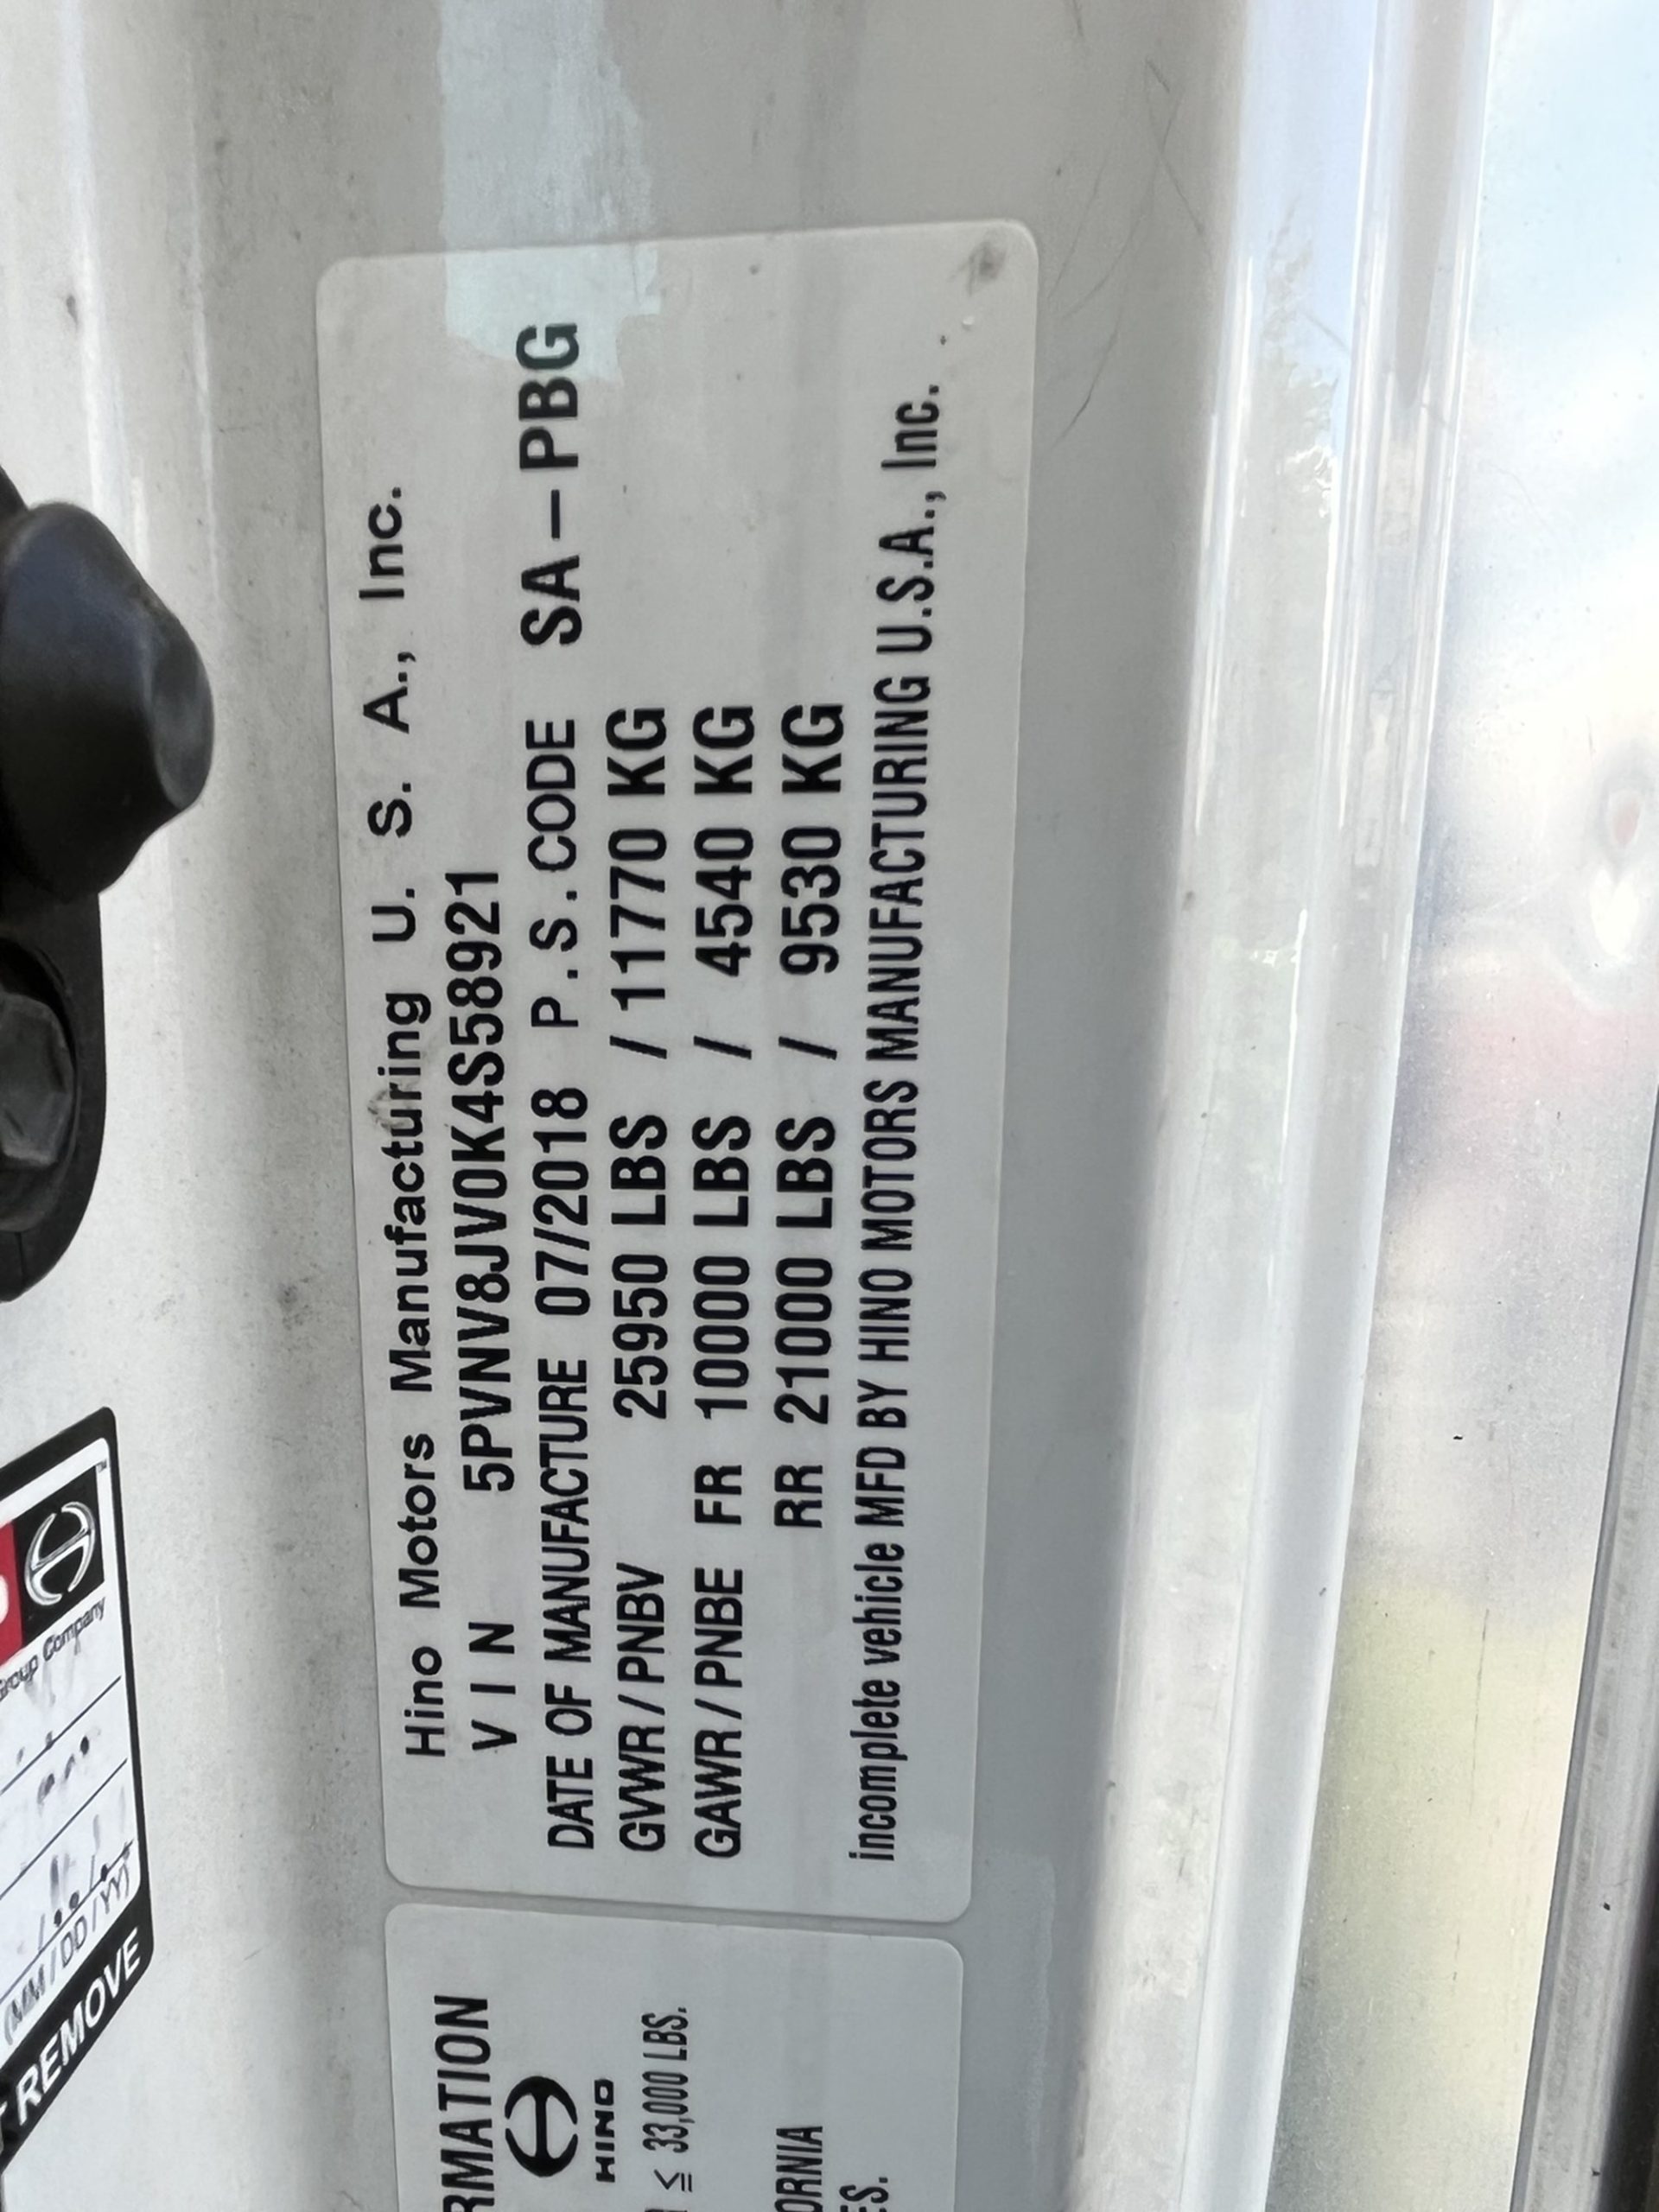 Hino Motors Manufacturing U. S. A., Inc.
VIN 5PVNV8JV0K4S58921
DATE OF MANUFACTURE 07/2018 P.S.CODE SA-PBG
GVWR/PNBV 25950 LBS / 11770 KG
GAWR/PNBE FR 10000 LBS / 4540 KG
RR 21000 LBS / 9530 KG
incomplete vehicle MFD BY HINO MOTORS MANUFACTURING U.S.A., Inc.
RMATION
HINO
≦ 33,000 LBS.
ORNIA
ES.
Group Company
(MM/DD/YY)
REMOVE